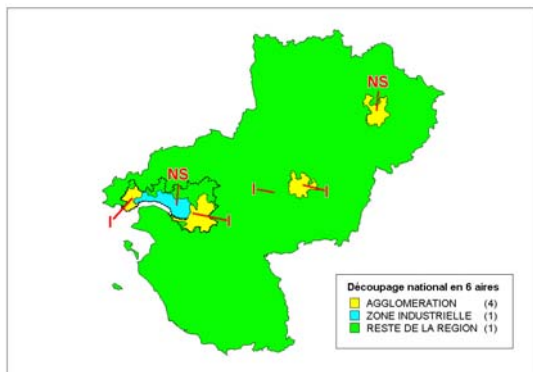 NS
NS
I
I
I
I
Découpage national en 6 aires
AGGLOMERATION (4)
ZONE INDUSTRIELLE (1)
RESTE DE LA REGION (1)